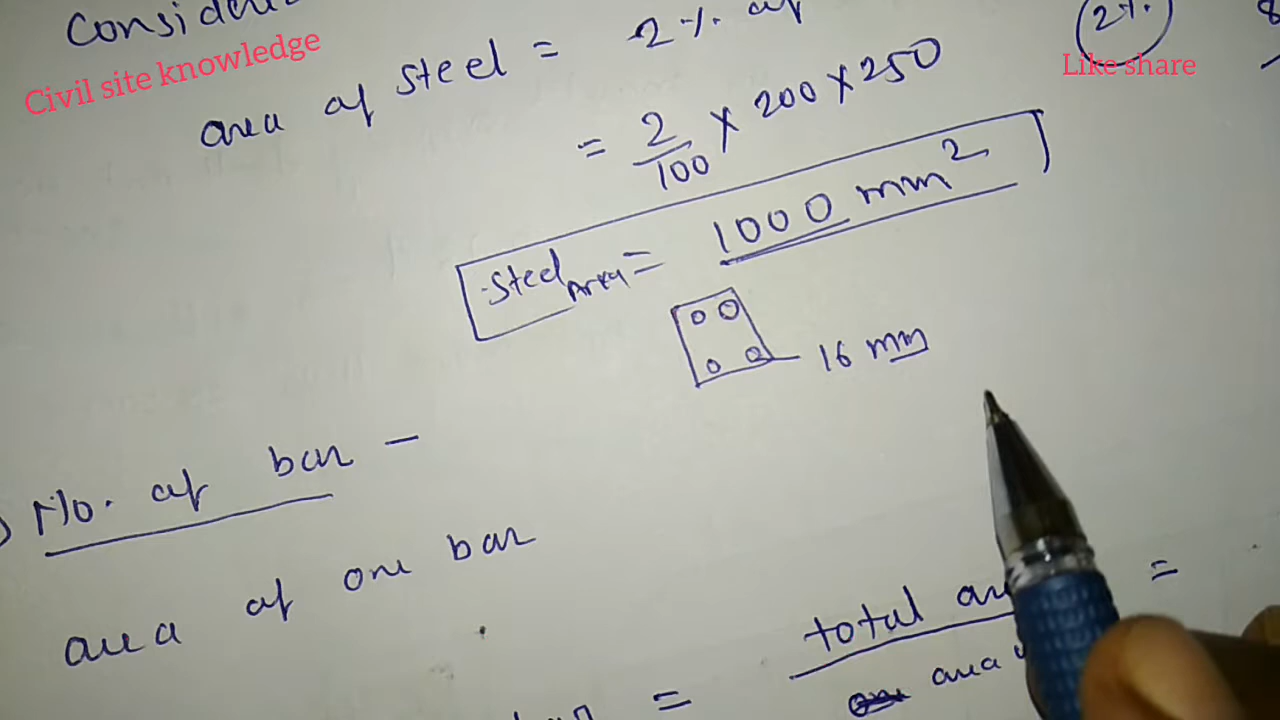 Consider
Civil site knowledge
Like share
area of steel = 2% of
2%
= 2/100 × 200 × 250
Steel Area = 1000 mm²
16 mm
No. of bar –
area of one bar
total
= area
=